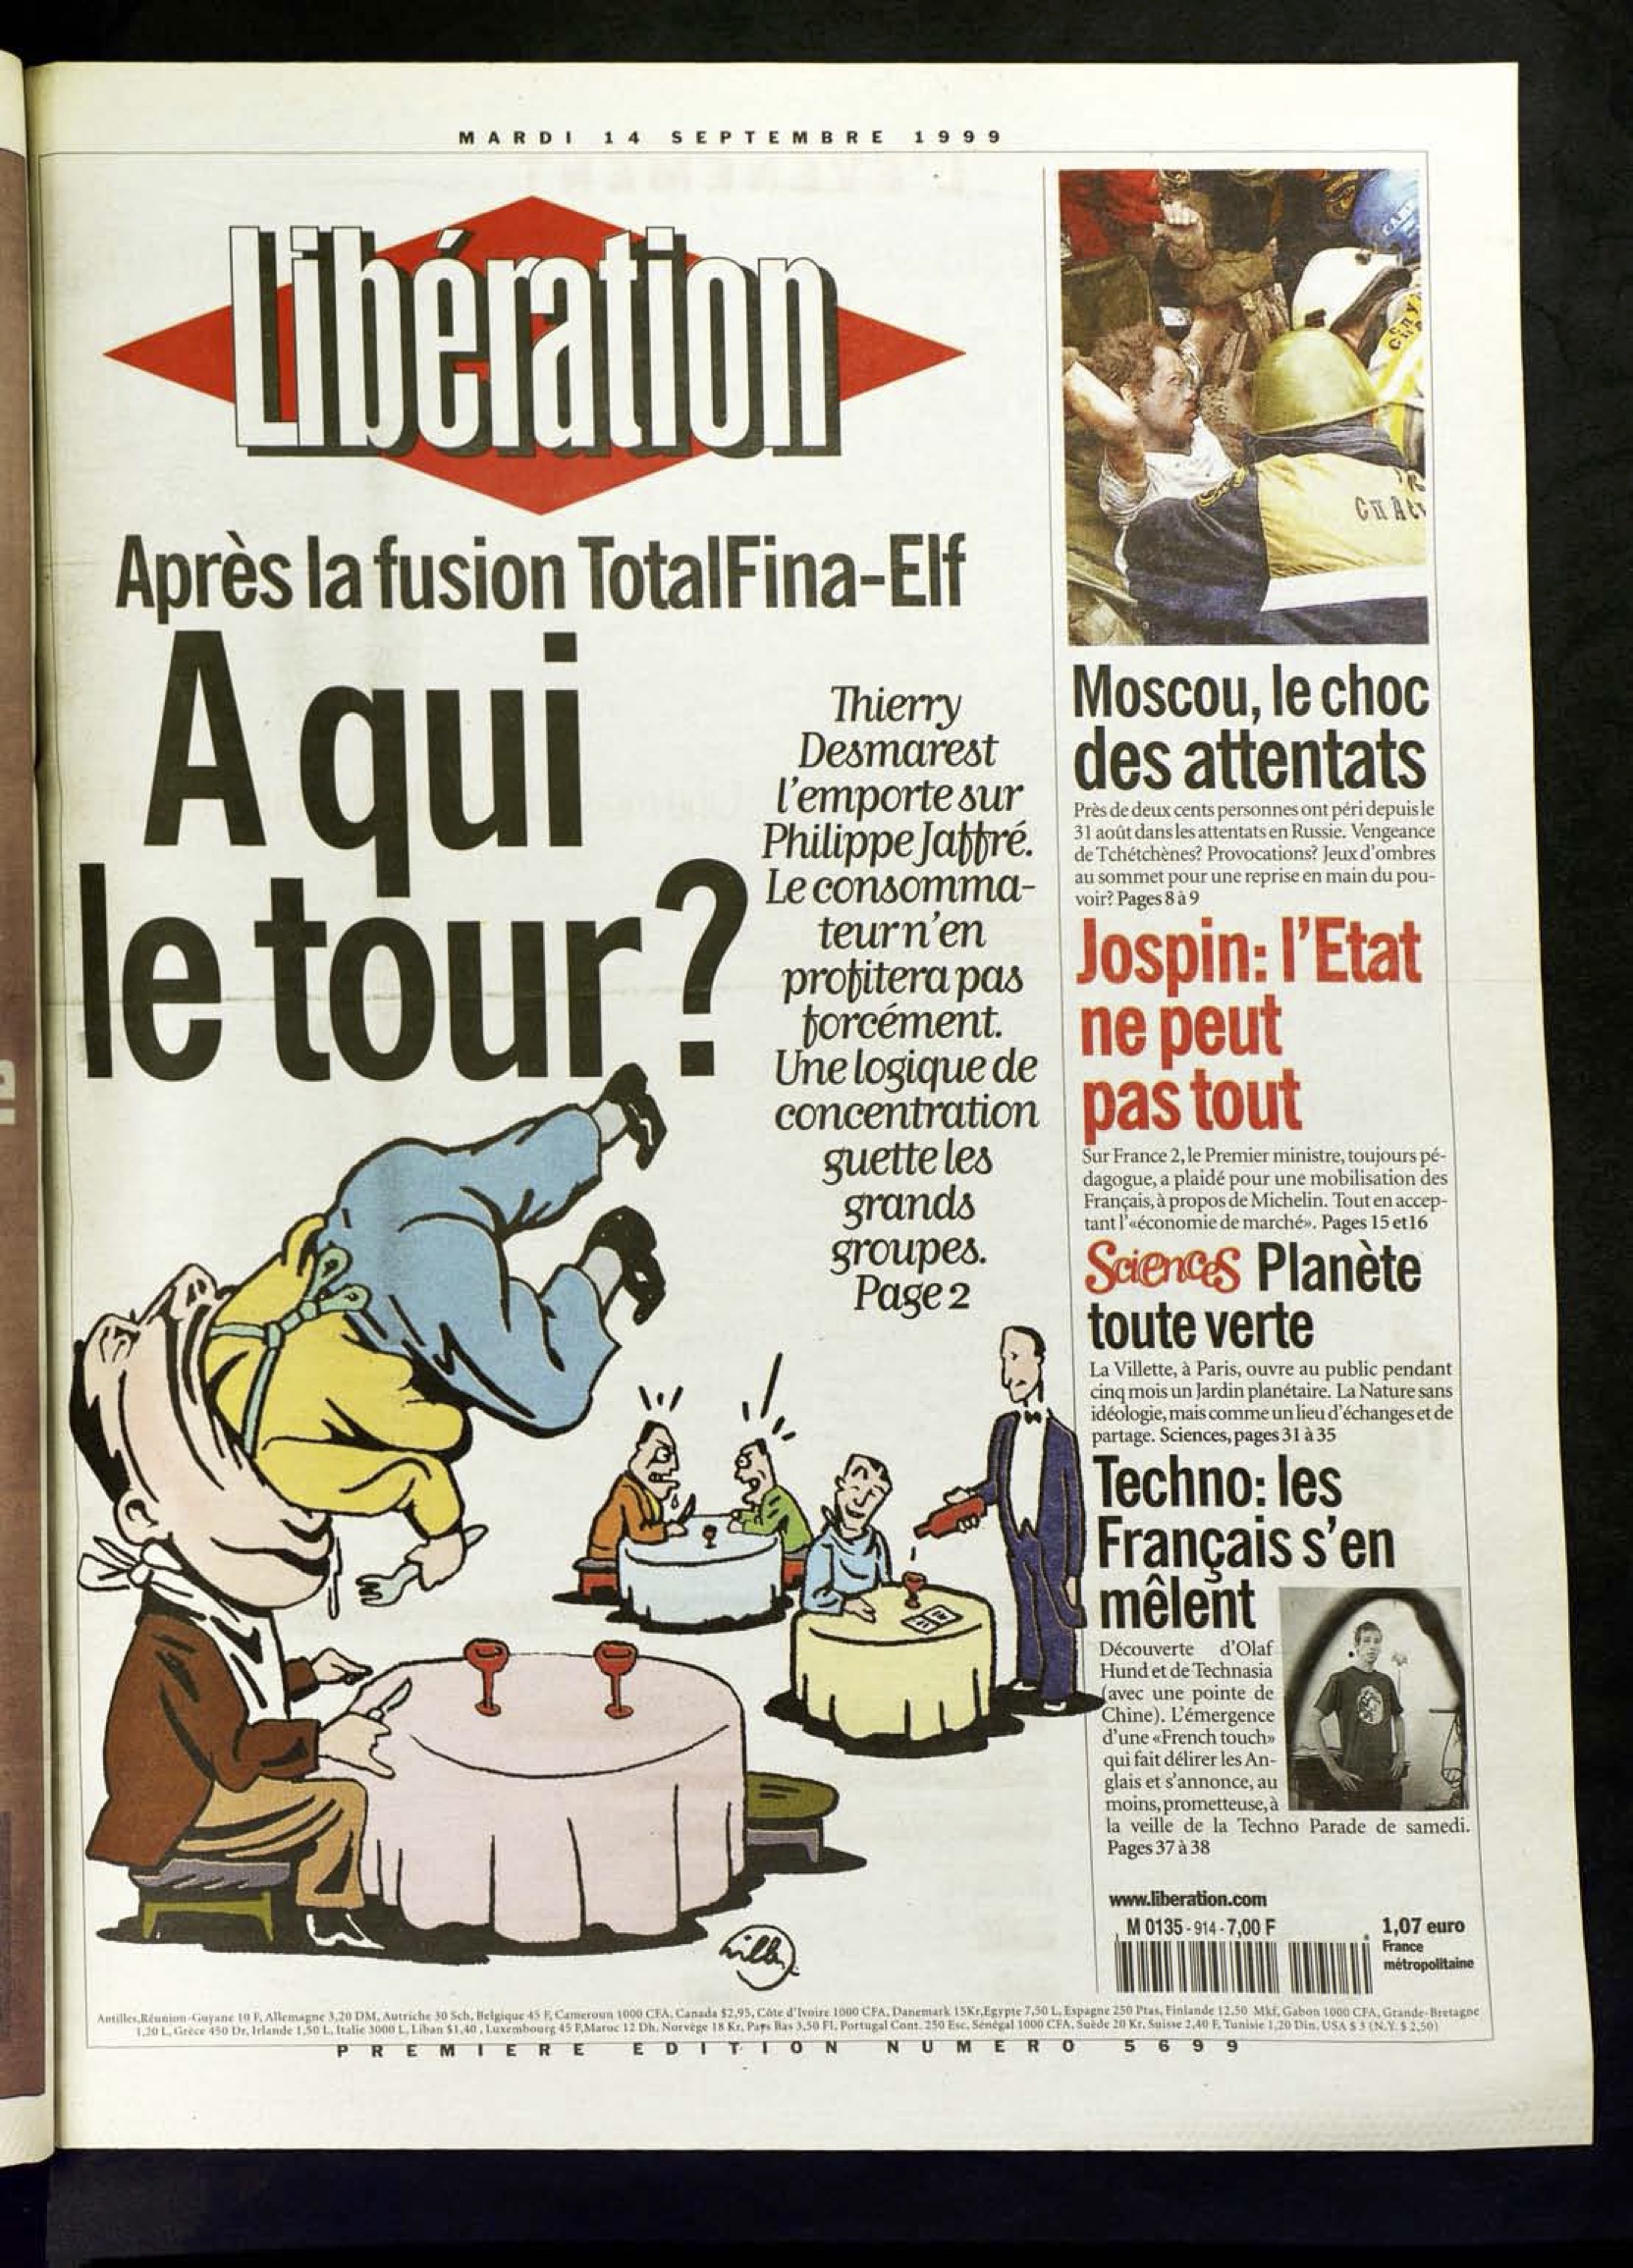 MARDI 14 SEPTEMBRE 1999
Libération
Après la fusion TotalFina-Elf
A qui
le tour?
Thierry
Desmarest
l'emporte sur
Philippe Jaffré.
Le consomma-
teur n'en
profitera pas
forcément.
Une logique de
concentration
guette les
grands
groupes.
Page 2
Moscou, le choc
des attentats
Près de deux cents personnes ont péri depuis le
31 août dans les attentats en Russie. Vengeance
de Tchétchènes? Provocations? Jeux d'ombres
au sommet pour une reprise en main du pou-
voir? Pages 8 à 9
Jospin: l'Etat
ne peut
pas tout
Sur France 2, le Premier ministre, toujours pé-
dagogue, a plaidé pour une mobilisation des
Français, à propos de Michelin. Tout en accep-
tant l'«économie de marché». Pages 15 et 16
Sciences Planète
toute verte
La Villette, à Paris, ouvre au public pendant
cinq mois un Jardin planétaire. La Nature sans
idéologie, mais comme un lieu d'échanges et de
partage. Sciences, pages 31 à 35
Techno: les
Français s'en
mêlent
Découverte d'Olaf
Hund et de Technasia
(avec une pointe de
Chine). L'émergence
d'une «French touch»
qui fait délirer les An-
glais et s'annonce, au
moins, prometteuse, à
la veille de la Techno Parade de samedi.
Pages 37 à 38
www.liberation.com
M 0135 - 914 - 7,00 F
1,07 euro
France
métropolitaine
willem
Antilles, Réunion-Guyane 10 F, Allemagne 3,20 DM, Autriche 30 Sch, Belgique 45 F, Cameroun 1000 CFA, Canada $2,95, Côte d'Ivoire 1000 CFA, Danemark 15Kr, Egypte 7,50 L, Espagne 250 Ptas, Finlande 12,50 Mkf, Gabon 1000 CFA, Grande-Bretagne
1,20 L, Grèce 450 Dr, Irlande 1,50 L, Italie 3000 L, Liban $1,40, Luxembourg 45 F, Maroc 12 Dh, Norvège 18 Kr, Pays Bas 3,50 Fl, Portugal Cont. 250 Esc, Sénégal 1000 CFA, Suède 20 Kr, Suisse 2,40 F, Tunisie 1,20 Din, USA $ 3 (N.Y. $ 2,50)
PREMIERE EDITION NUMERO 5699